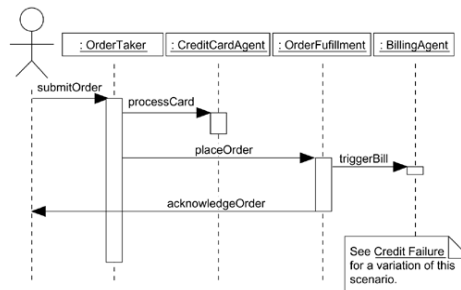 : OrderTaker
: CreditCardAgent
: OrderFufillment
: BillingAgent
submitOrder
processCard
placeOrder
triggerBill
acknowledgeOrder
See Credit Failure
for a variation of this
scenario.